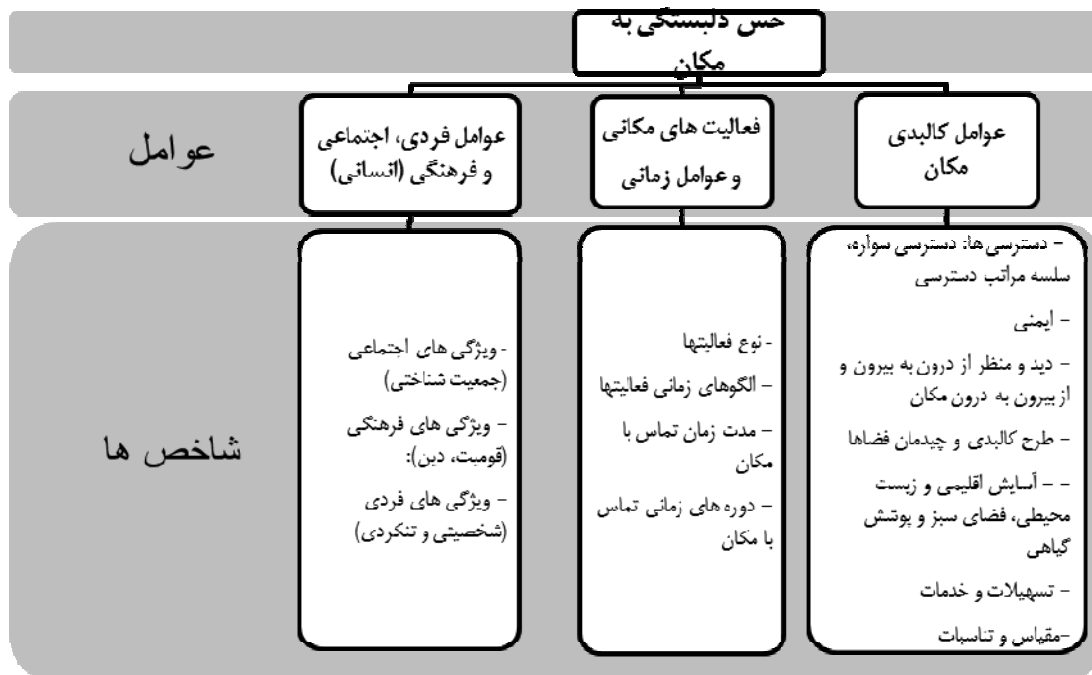 حس دلبستگی به
مکان
عوامل
عوامل کالبدی
مکان
فعالیت های مکانی
و عوامل زمانی
عوامل فردی، اجتماعی
و فرهنگی (انسانی)
شاخص ها
- دسترسی ها: دسترسی سواره،
سلسه مراتب دسترسی
- ایمنی
- دید و منظر از درون به بیرون و
از بیرون به درون مکان
- طرح کالبدی و چیدمان فضاها
- - آسایش اقلیمی و زیست
محیطی، فضای سبز و پوشش
گیاهی
- تسهیلات و خدمات
-مقیاس و تناسبات
- نوع فعالیتها
- الگوهای زمانی فعالیتها
- مدت زمان تماس با
مکان
- دوره های زمانی تماس
با مکان
- ویژگی های اجتماعی
(جمعیت شناختی)
- ویژگی های فرهنگی
(قومیت، دین):
- ویژگی های فردی
(شخصیتی و تنکردی)